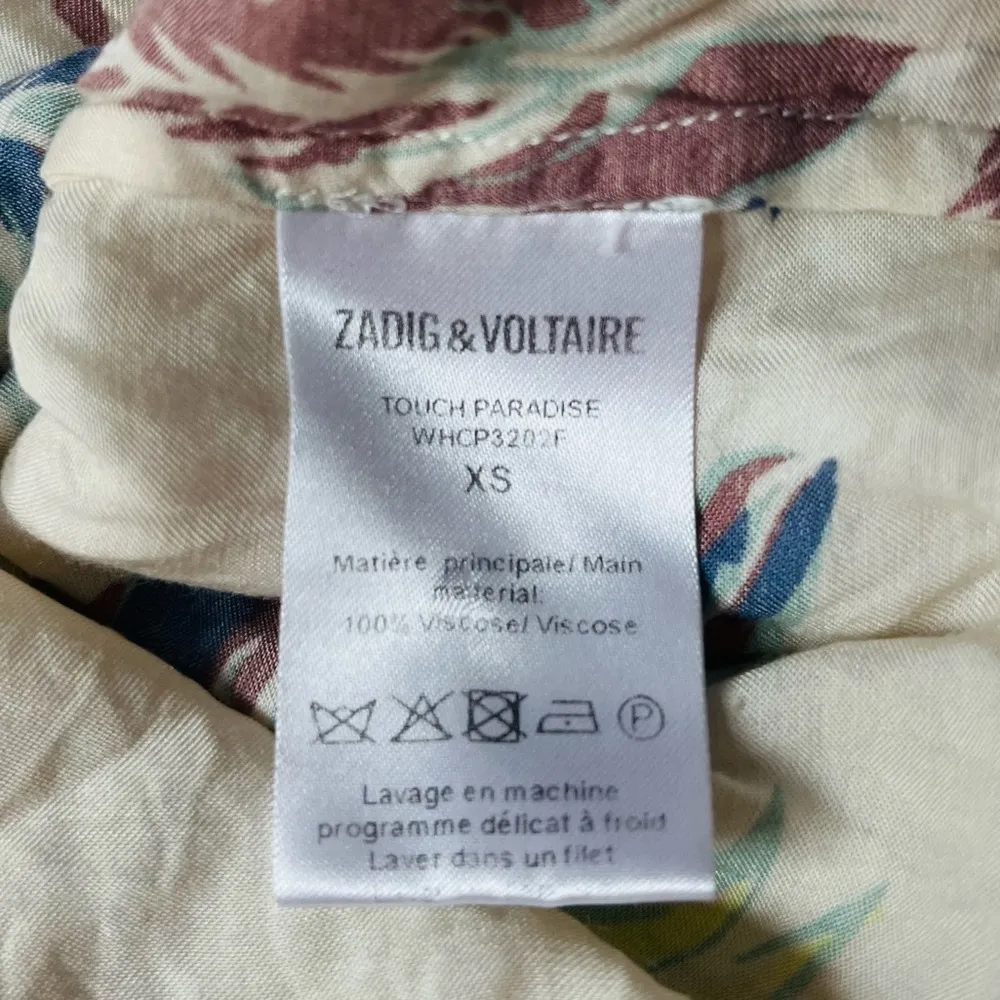 ZADIG & VOLTAIRE
TOUCH PARADISE
WHCP3202F
XS
Matière principale/ Main
material:
100% Viscose/ Viscose
P
Lavage en machine
programme délicat à froid
Laver dans un filet